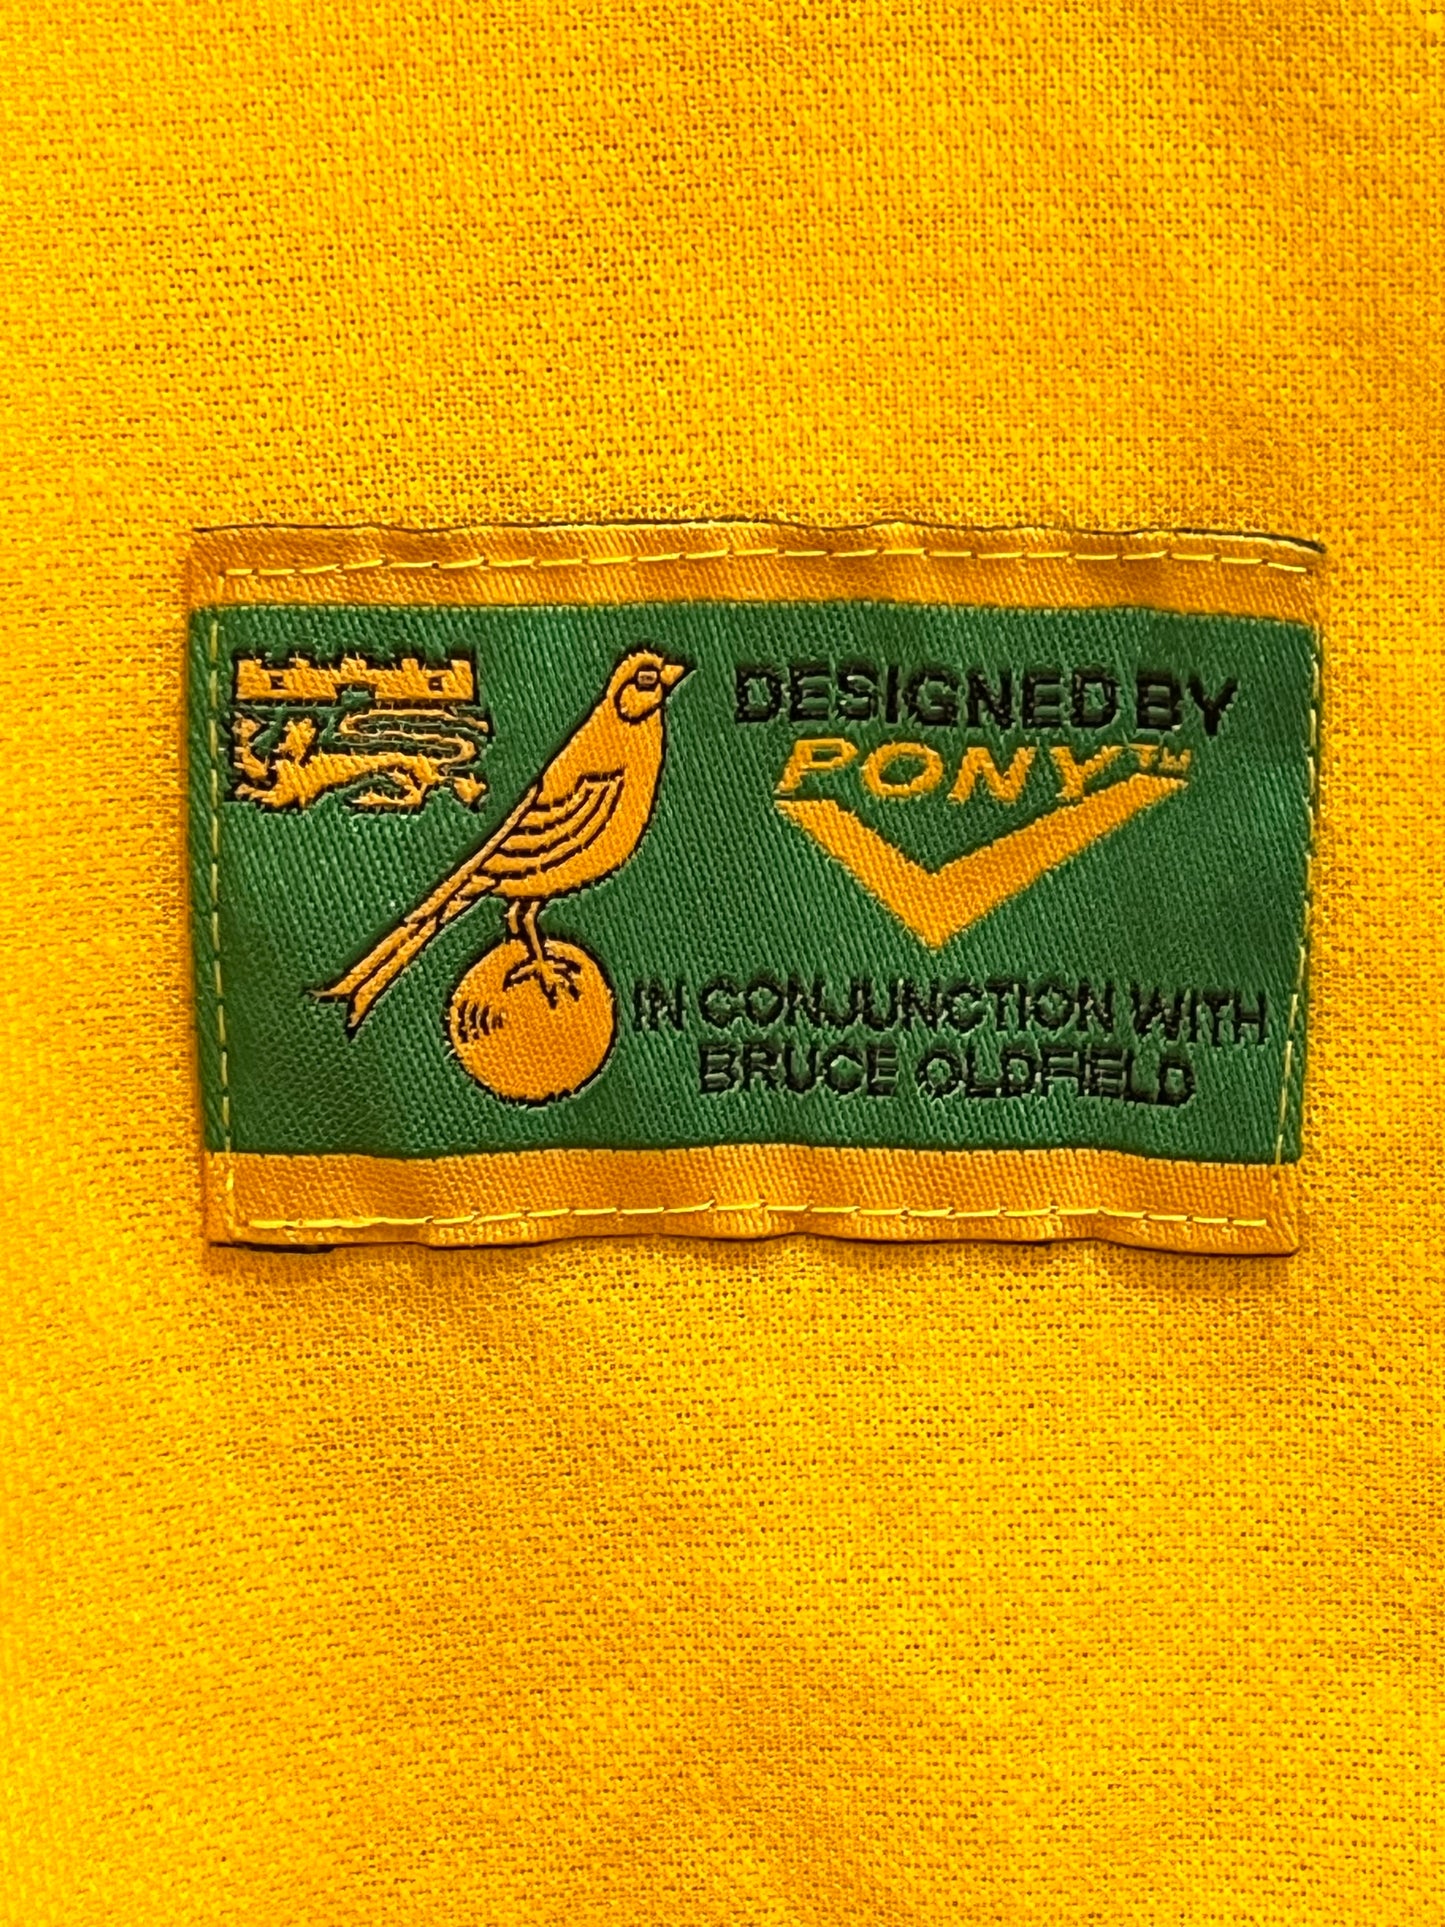 DESIGNED BY
PONY™
IN CONJUNCTION WITH
BRUCE OLDFIELD